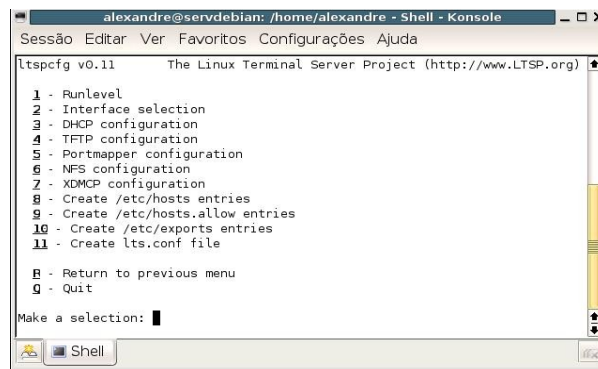 alexandre@servdebian: /home/alexandre - Shell - Konsole
Sessão Editar Ver Favoritos Configurações Ajuda
ltspcfg v0.11 The Linux Terminal Server Project (http://www.LTSP.org)
1 - Runlevel
2 - Interface selection
3 - DHCP configuration
4 - TFTP configuration
5 - Portmapper configuration
6 - NFS configuration
7 - XDMCP configuration
8 - Create /etc/hosts entries
9 - Create /etc/hosts.allow entries
10 - Create /etc/exports entries
11 - Create lts.conf file
R - Return to previous menu
Q - Quit
Make a selection:
Shell